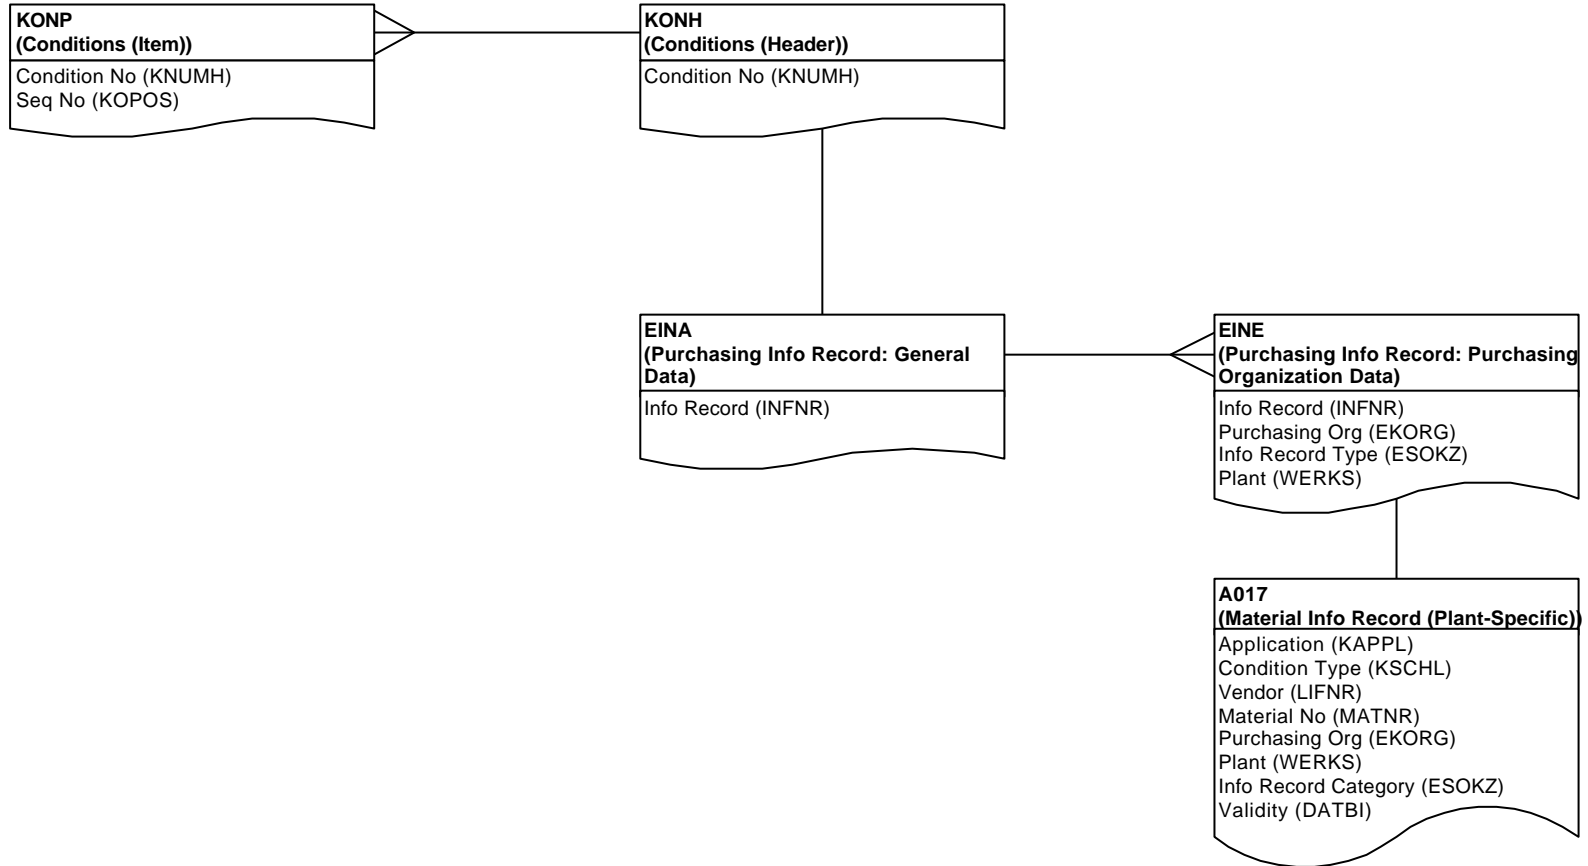 KONP
(Conditions (Item))
Condition No (KNUMH)
Seq No (KOPOS)
KONH
(Conditions (Header))
Condition No (KNUMH)
EINA
(Purchasing Info Record: General
Data)
Info Record (INFNR)
EINE
(Purchasing Info Record: Purchasing
Organization Data)
Info Record (INFNR)
Purchasing Org (EKORG)
Info Record Type (ESOKZ)
Plant (WERKS)
A017
(Material Info Record (Plant-Specific))
Application (KAPPL)
Condition Type (KSCHL)
Vendor (LIFNR)
Material No (MATNR)
Purchasing Org (EKORG)
Plant (WERKS)
Info Record Category (ESOKZ)
Validity (DATBI)